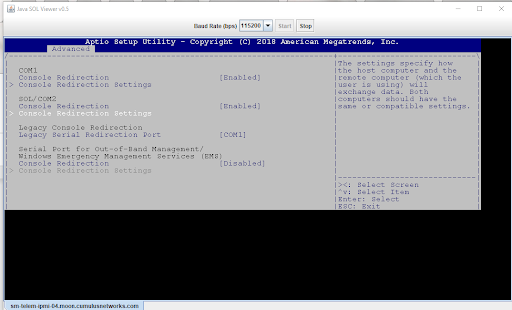 Java SOL Viewer v0.3
Baud Rate (bps) 115200 Start Stop
Aptio Setup Utility - Copyright (C) 2018 American Megatrends, Inc.
Advanced
COM1
Console Redirection [Enabled]
> Console Redirection Settings
SOL/COM2
Console Redirection [Enabled]
> Console Redirection Settings
Legacy Console Redirection
Legacy Serial Redirection Port [COM1]
Serial Port for Out-of-Band Management/
Windows Emergency Management Services (EMS)
Console Redirection [Disabled]
> Console Redirection Settings
The settings specify how
the host computer and the
remote computer (which the
user is using) will
exchange data. Both
computers should have the
same or compatible settings.
><: Select Screen
^v: Select Item
Enter: Select
ESC: Exit
sm-telem-ipmi-04.moon.cumulusnetworks.com